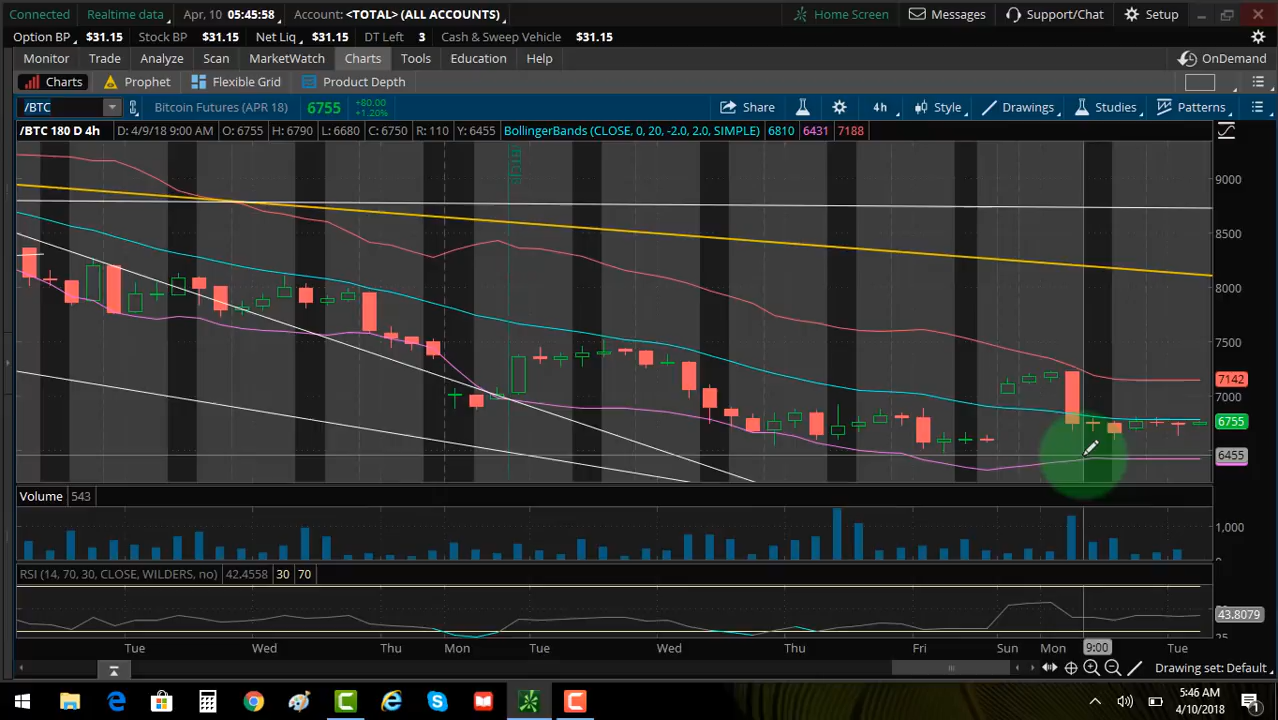 Connected Realtime data Apr, 10 05:45:58 Account: <TOTAL> (ALL ACCOUNTS) Home Screen Messages Support/Chat Setup
Option BP $31.15 Stock BP $31.15 Net Liq $31.15 DT Left 3 Cash & Sweep Vehicle $31.15
Monitor Trade Analyze Scan MarketWatch Charts Tools Education Help OnDemand
Charts Prophet Flexible Grid Product Depth
/BTC Bitcoin Futures (APR 18) 6755 +80.00 Share 4h Style Drawings Studies Patterns
+1.20%
/BTC 180 D 4h D: 4/9/18 9:00 AM O: 6755 H: 6790 L: 6680 C: 6750 R: 110 Y: 6455 BollingerBands (CLOSE, 0, 20, -2.0, 2.0, SIMPLE) 6810 6431 7188
9000
8500
8000
7500
7142
7000
6755
6455
Volume 543
1,000
0
RSI (14, 70, 30, CLOSE, WILDERS, no) 42.4558 30 70
43.8079
25
Tue Wed Thu Mon Tue Wed Thu Fri Sun Mon 9:00 Tue
Drawing set: Default
5:46 AM
4/10/2018
1